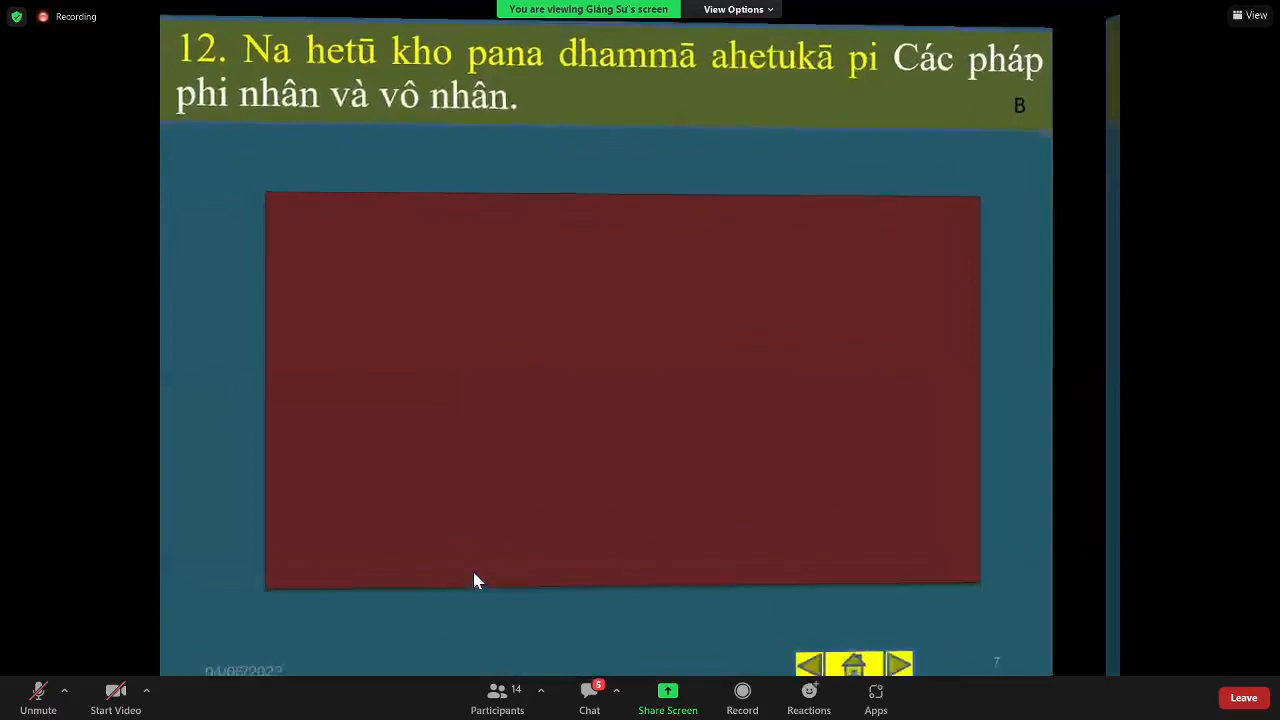 You are viewing Giảng Sư's screen
View Options
Recording
View
12. Na hetū kho pana dhammā ahetukā pi Các pháp
phi nhân và vô nhân.
B
7
14
5
Unmute
Start Video
Participants
Chat
Share Screen
Record
Reactions
Apps
Leave